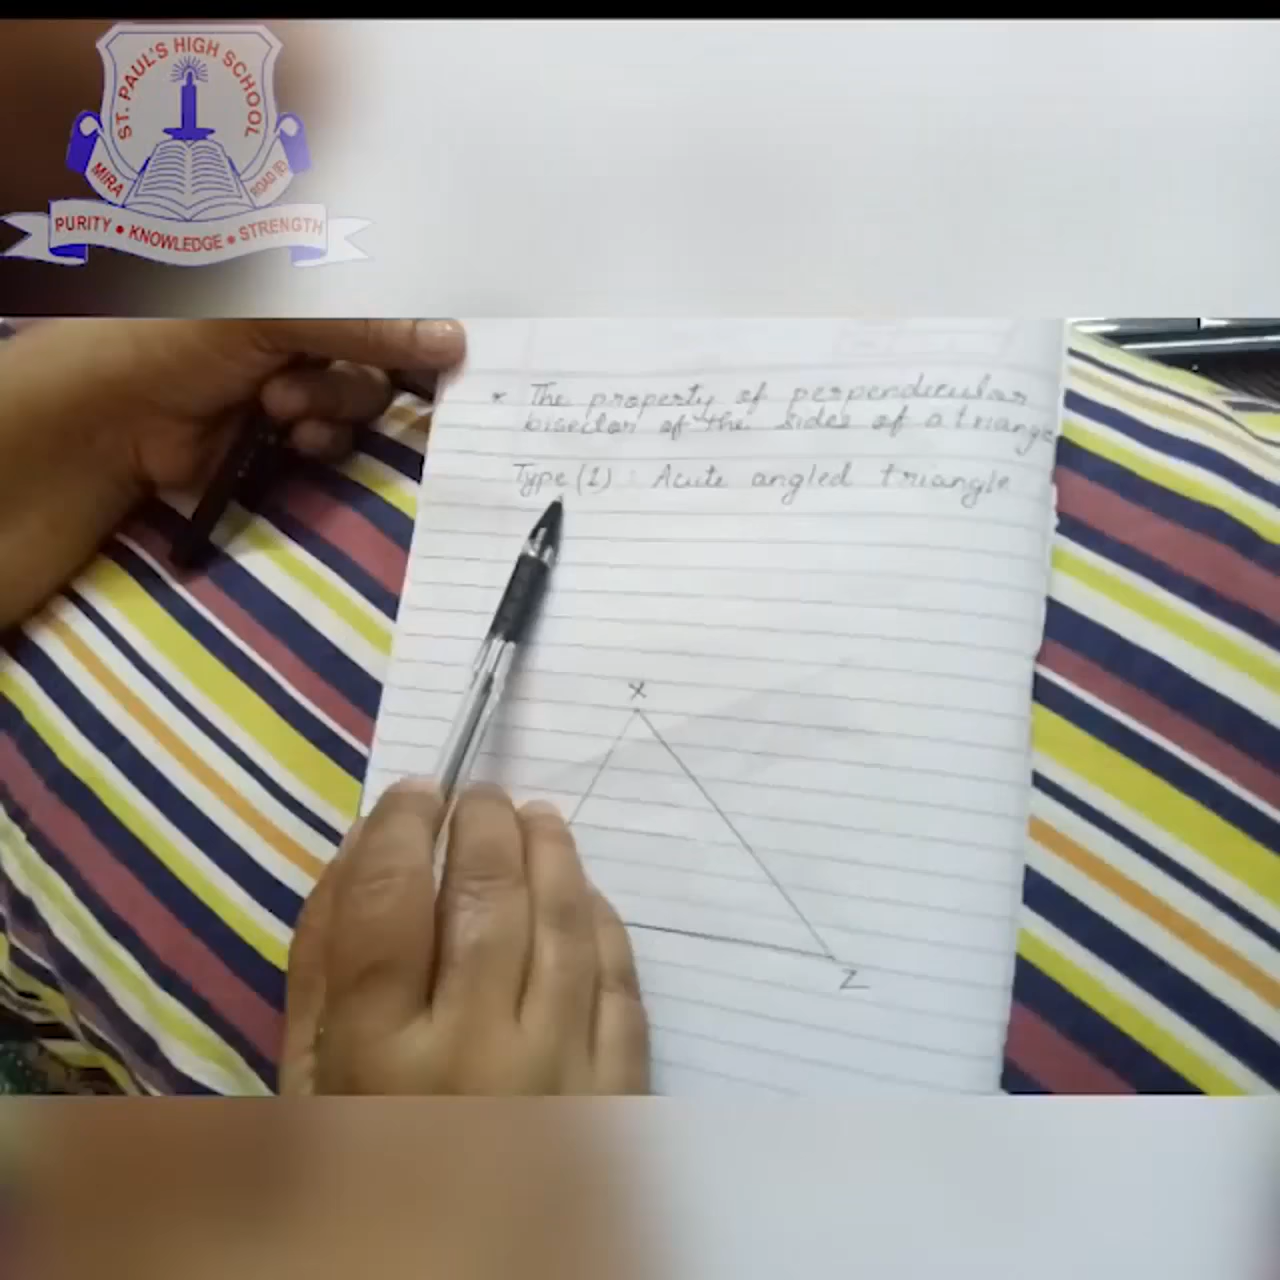 ST. PAUL'S HIGH SCHOOL
MIRA ROAD (E)
PURITY • KNOWLEDGE • STRENGTH
* The property of perpendicular
bisector of the sides of a triangle
Type (1) : Acute angled triangle
X
Z